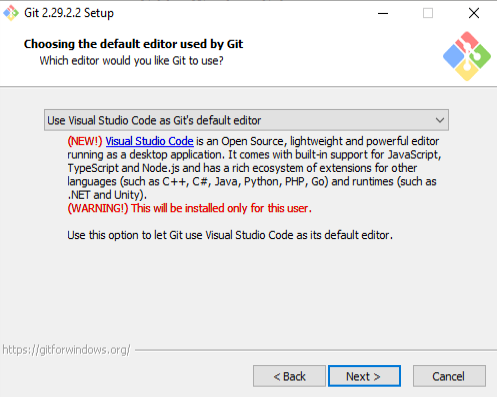 Git 2.29.2.2 Setup
Choosing the default editor used by Git
Which editor would you like Git to use?
Use Visual Studio Code as Git's default editor
(NEW!) Visual Studio Code is an Open Source, lightweight and powerful editor
running as a desktop application. It comes with built-in support for JavaScript,
TypeScript and Node.js and has a rich ecosystem of extensions for other
languages (such as C++, C#, Java, Python, PHP, Go) and runtimes (such as
.NET and Unity).
(WARNING!) This will be installed only for this user.
Use this option to let Git use Visual Studio Code as its default editor.
https://gitforwindows.org/
< Back
Next >
Cancel